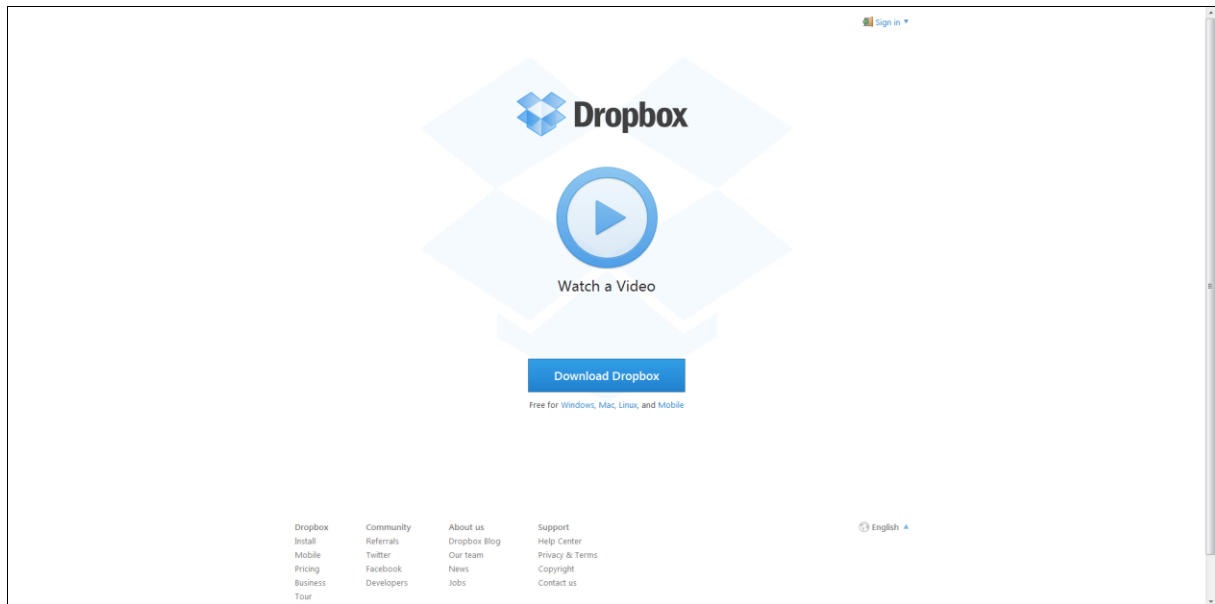 Sign in
Dropbox
Watch a Video
Download Dropbox
Free for Windows, Mac, Linux, and Mobile
Dropbox Community About us Support English
Install Referrals Dropbox Blog Help Center
Mobile Twitter Our team Privacy & Terms
Pricing Facebook News Copyright
Business Developers Jobs Contact us
Tour